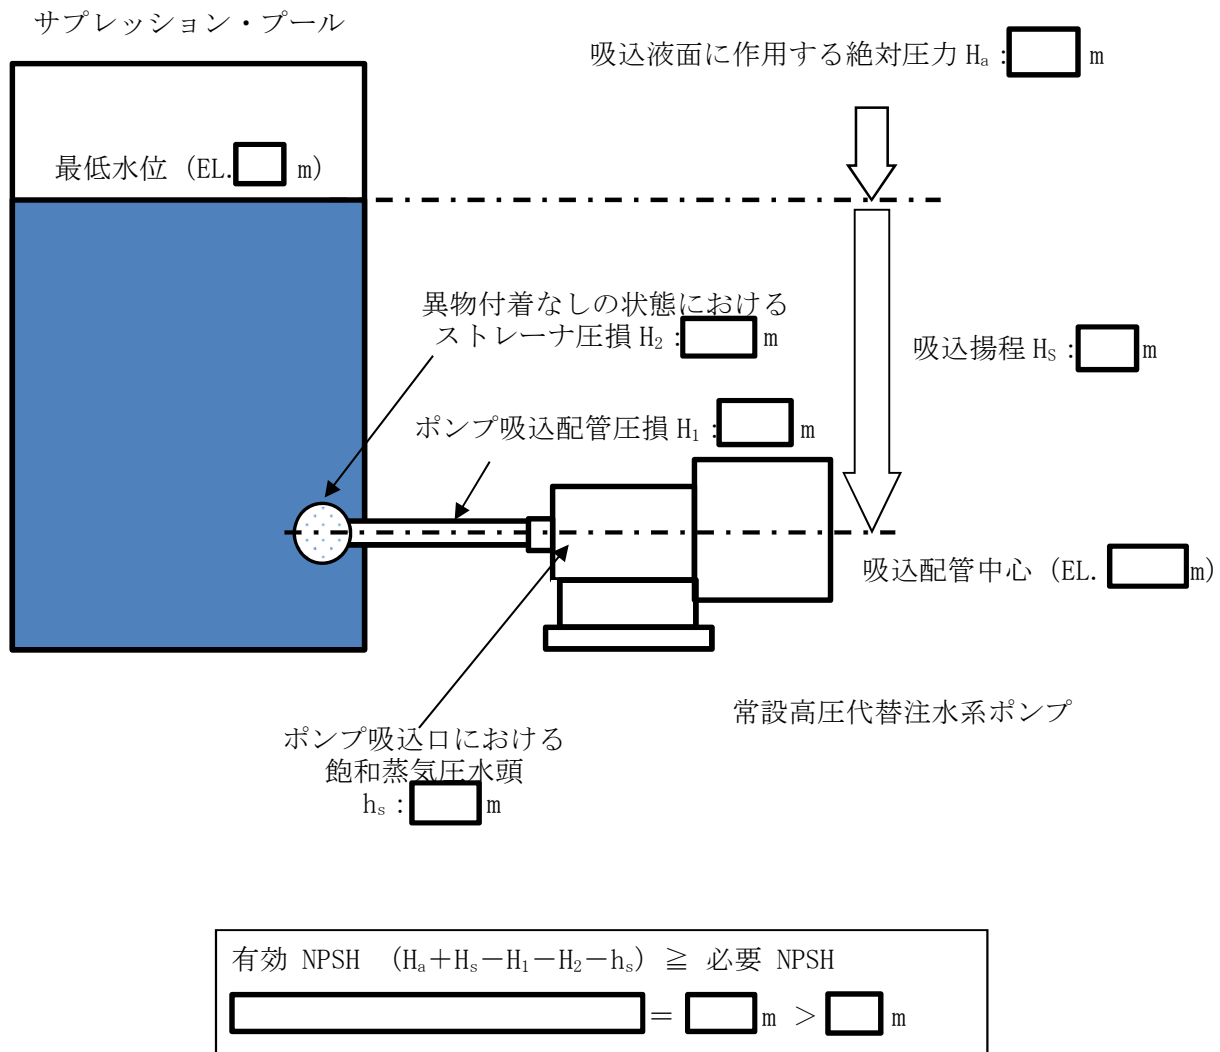 サプレッション・プール
吸込液面に作用する絶対圧力 Hₐ : m
最低水位 (EL. m)
異物付着なしの状態における
ストレーナ圧損 H₂ : m
吸込揚程 Hₛ : m
ポンプ吸込配管圧損 H₁ : m
吸込配管中心 (EL. m)
常設高圧代替注水系ポンプ
ポンプ吸込口における
飽和蒸気圧水頭
hₛ : m
有効 NPSH (Hₐ+Hₛ-H₁-H₂-hₛ) ≧ 必要 NPSH
= m > m